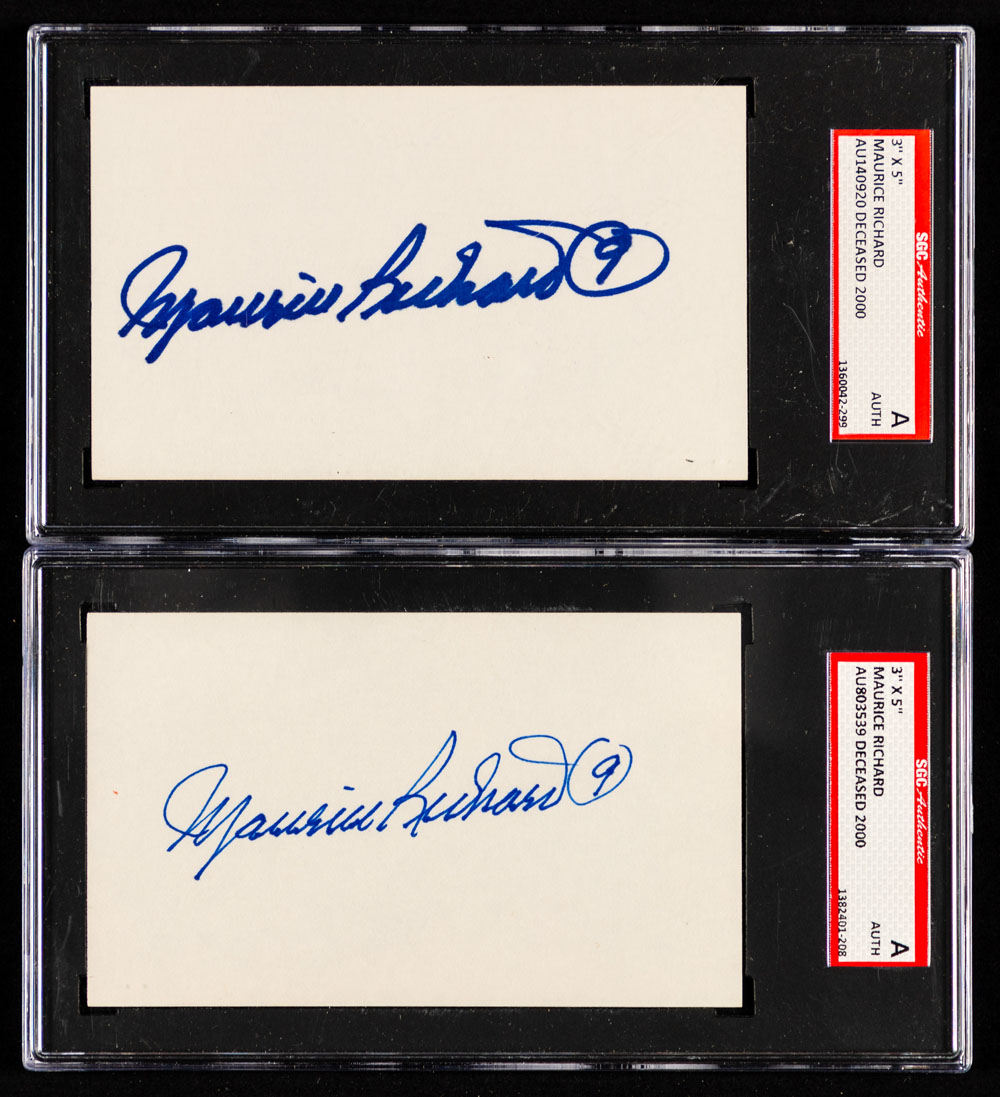 Maurice Richard 9
SGC Authentic
3" X 5"
MAURICE RICHARD
AU140920 DECEASED 2000
A
AUTH
1360042-299
Maurice Richard 9
SGC Authentic
3" X 5"
MAURICE RICHARD
AU803539 DECEASED 2000
A
AUTH
1382401-208